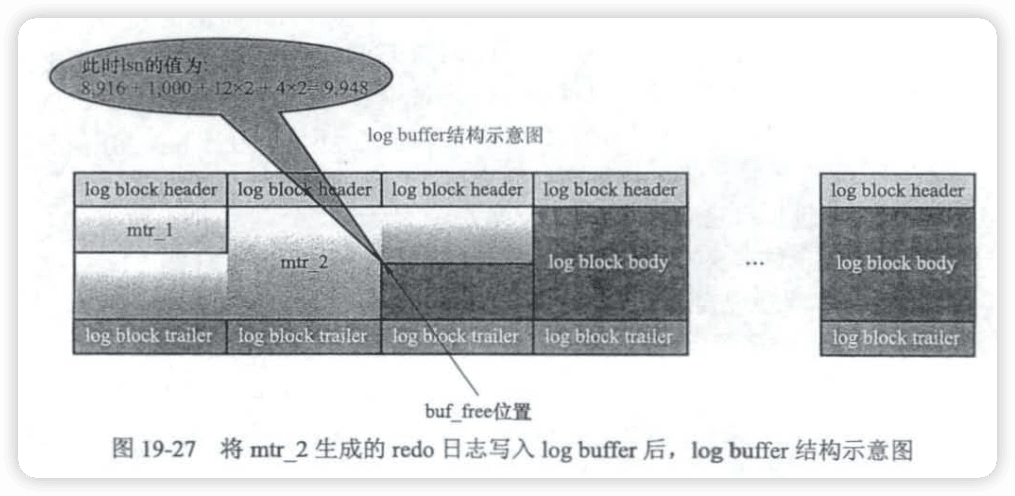 此时lsn的值为:
8,916 + 1,000 + 12×2 + 4×2= 9,948
log buffer结构示意图
log block header log block header log block header log block header log block header
mtr_1
mtr_2 log block body ... log block body
log block trailer log block trailer log block trailer log block trailer log block trailer
buf_free位置
图 19-27 将 mtr_2 生成的 redo 日志写入 log buffer 后，log buffer 结构示意图